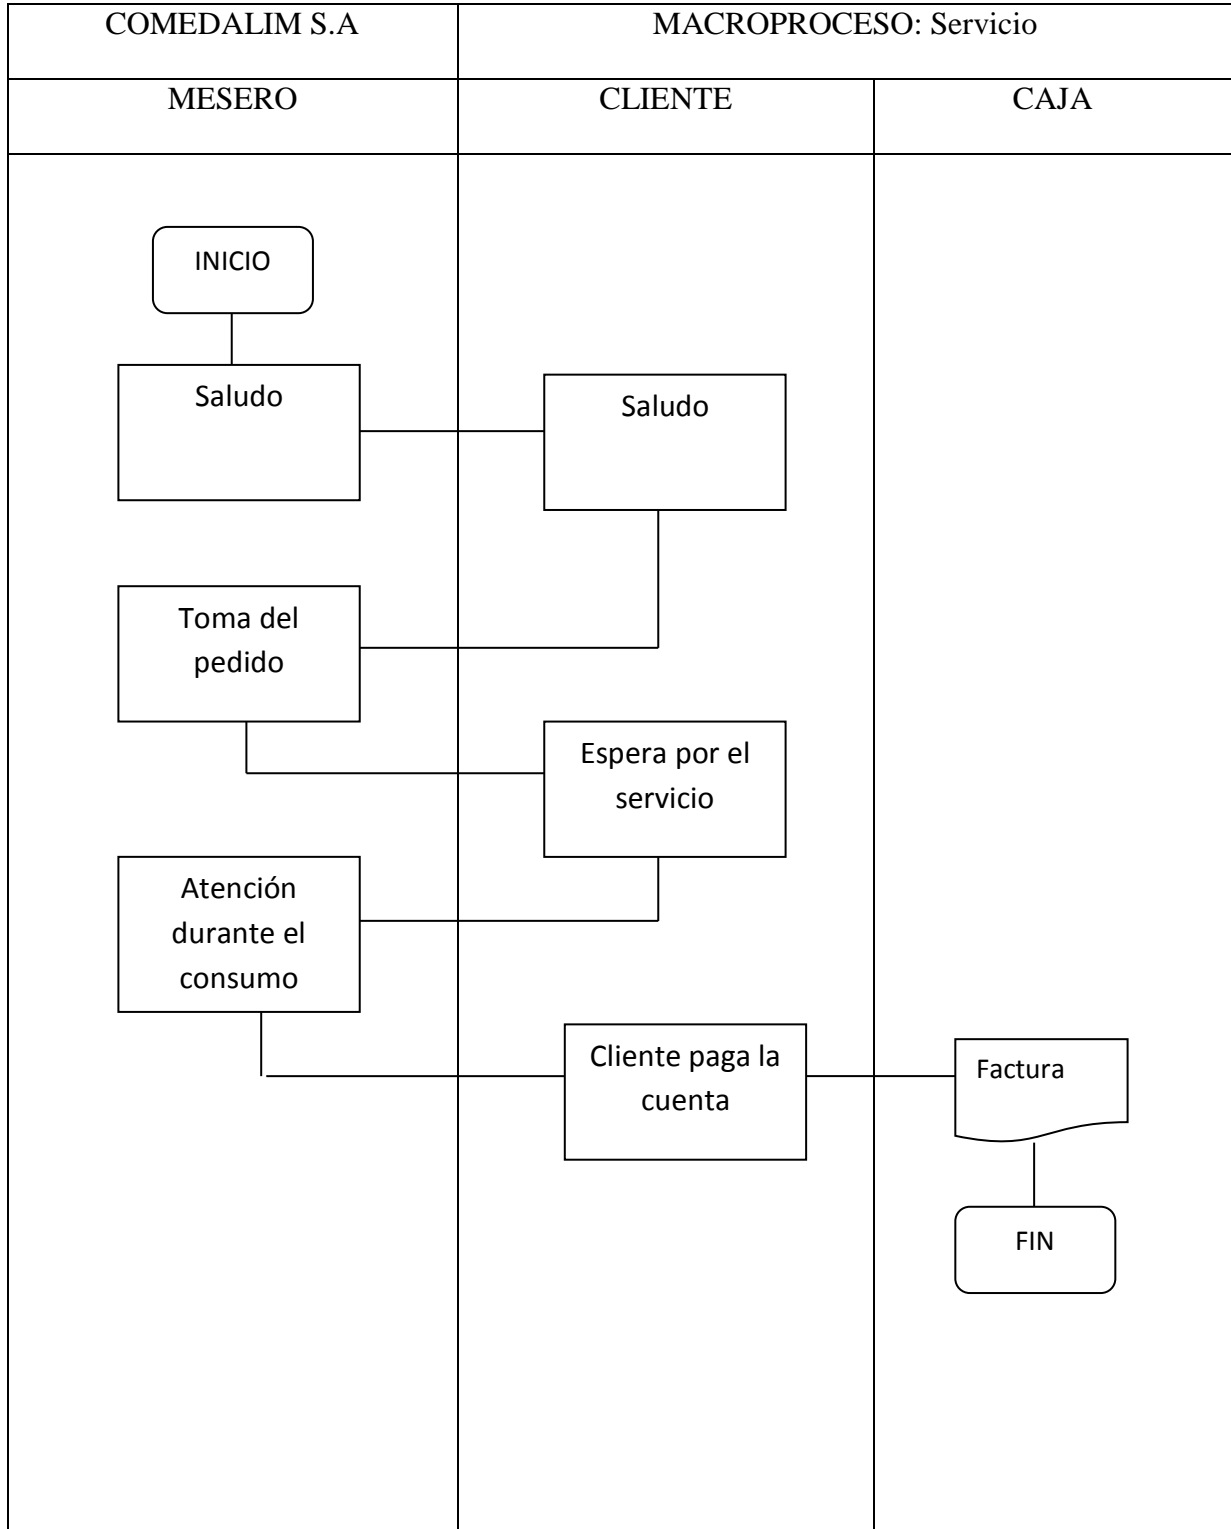 COMEDALIM S.A
MACROPROCESO: Servicio
MESERO
CLIENTE
CAJA
INICIO
Saludo
Saludo
Toma del
pedido
Espera por el
servicio
Atención
durante el
consumo
Cliente paga la
cuenta
Factura
FIN